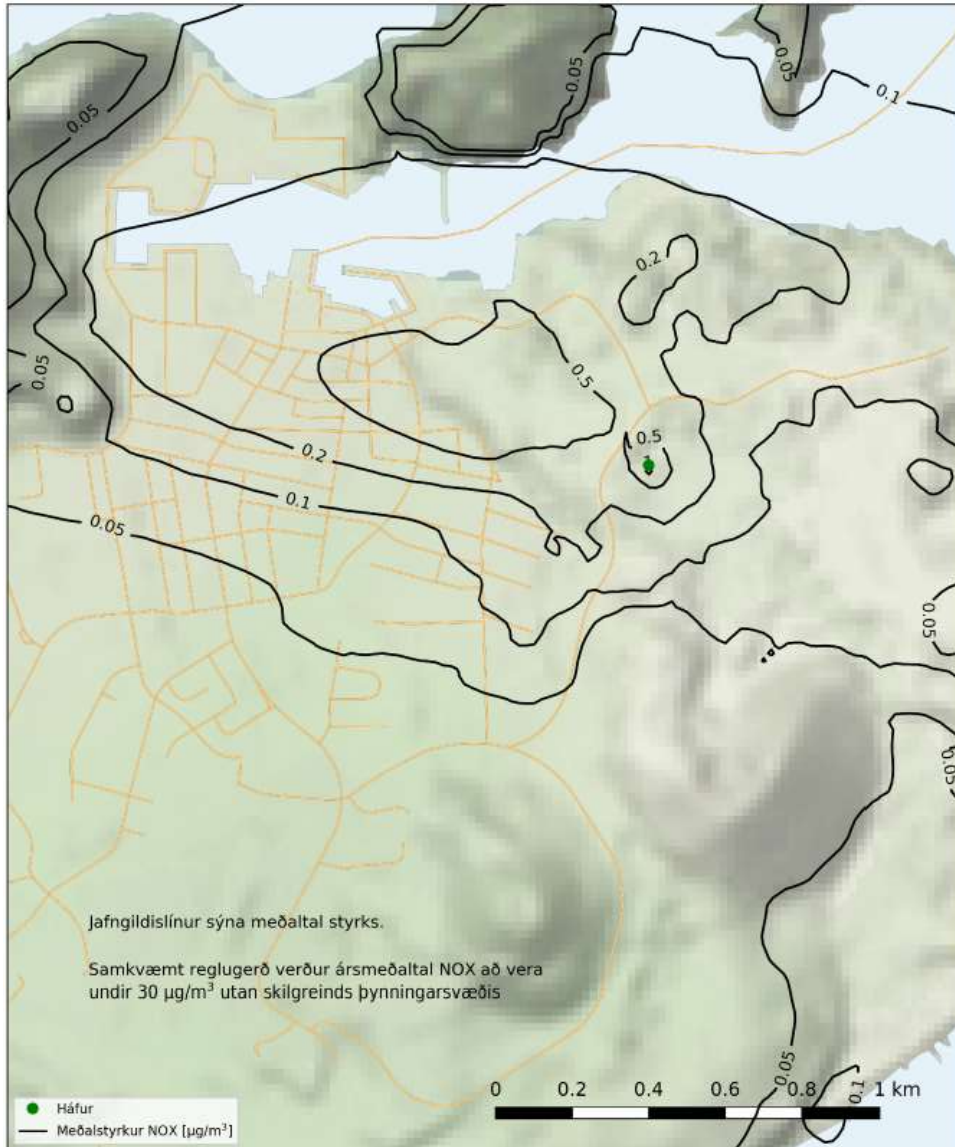 0.05
0.05
0.05
0.1
0.2
0.5
0.5
0.05
0.2
0.1
0.05
0.05
0.05
Jafngildislínur sýna meðaltal styrks.
Samkvæmt reglugerð verður ársmeðaltal NOX að vera
undir 30 µg/m³ utan skilgreinds þynningarsvæðis
0.05
0.1
0 0.2 0.4 0.6 0.8 1 km
Háfur
Meðalstyrkur NOX [µg/m³]